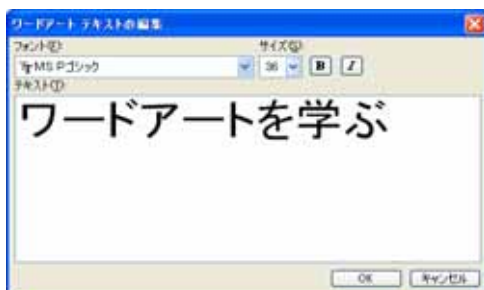 ワードアート テキストの編集
フォント(F): サイズ(S):
MS Pゴシック 36 B I
テキスト(T):
ワードアートを学ぶ
OK キャンセル